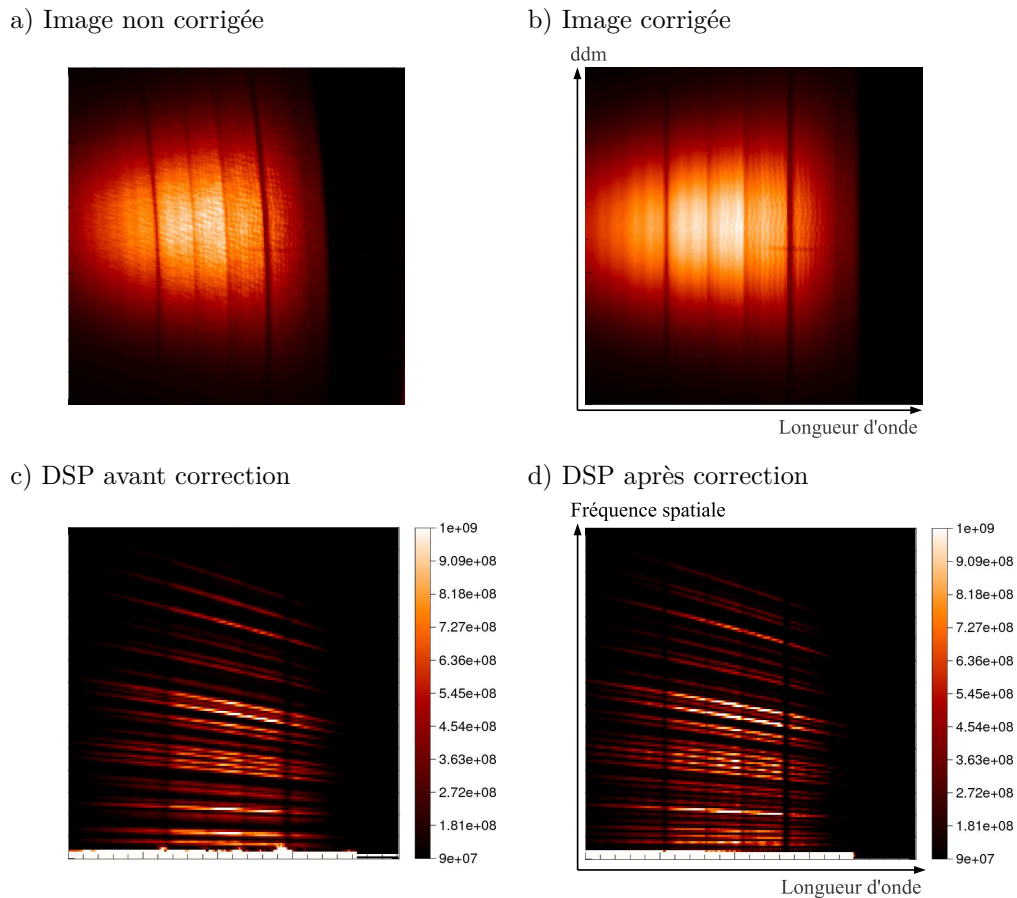 a) Image non corrigée
b) Image corrigée
ddm
Longueur d'onde
c) DSP avant correction
d) DSP après correction
Fréquence spatiale
1e+09
9.09e+08
8.18e+08
7.27e+08
6.36e+08
5.45e+08
4.54e+08
3.63e+08
2.72e+08
1.81e+08
9e+07
1e+09
9.09e+08
8.18e+08
7.27e+08
6.36e+08
5.45e+08
4.54e+08
3.63e+08
2.72e+08
1.81e+08
9e+07
Longueur d'onde